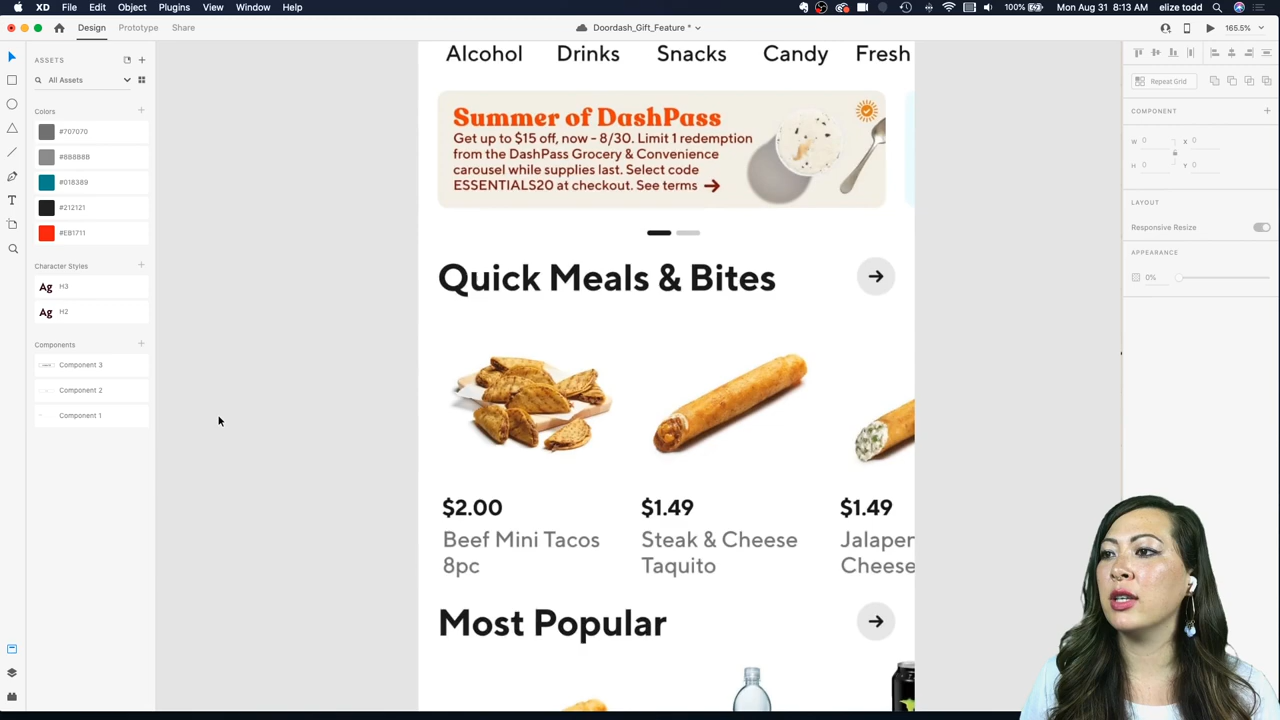 XD File Edit Object Plugins View Window Help
100% Mon Aug 31 8:13 AM elize todd
Design Prototype Share
Doordash_Gift_Feature *
165.5%
ASSETS
All Assets
Colors
#707070
#8B8B8B
#018389
#212121
#EB1711
Character Styles
Ag H3
Ag H2
Components
Component 3
Component 2
Component 1
Alcohol Drinks Snacks Candy Fresh
Summer of DashPass
Get up to $15 off, now - 8/30. Limit 1 redemption
from the DashPass Grocery & Convenience
carousel while supplies last. Select code
ESSENTIALS20 at checkout. See terms
Quick Meals & Bites
$2.00
Beef Mini Tacos
8pc
$1.49
Steak & Cheese
Taquito
$1.49
Jalaper
Cheese
Most Popular
Repeat Grid
COMPONENT
W 0 X 0
H 0 Y 0
LAYOUT
Responsive Resize
APPEARANCE
0%